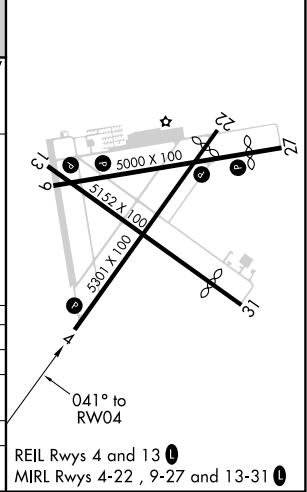 22
27
13
9
5000 X 100
5152 X 100
5301 X 100
P
P
P
P
P
4
31
041° to
RW04
REIL Rwys 4 and 13 L
MIRL Rwys 4-22 , 9-27 and 13-31 L